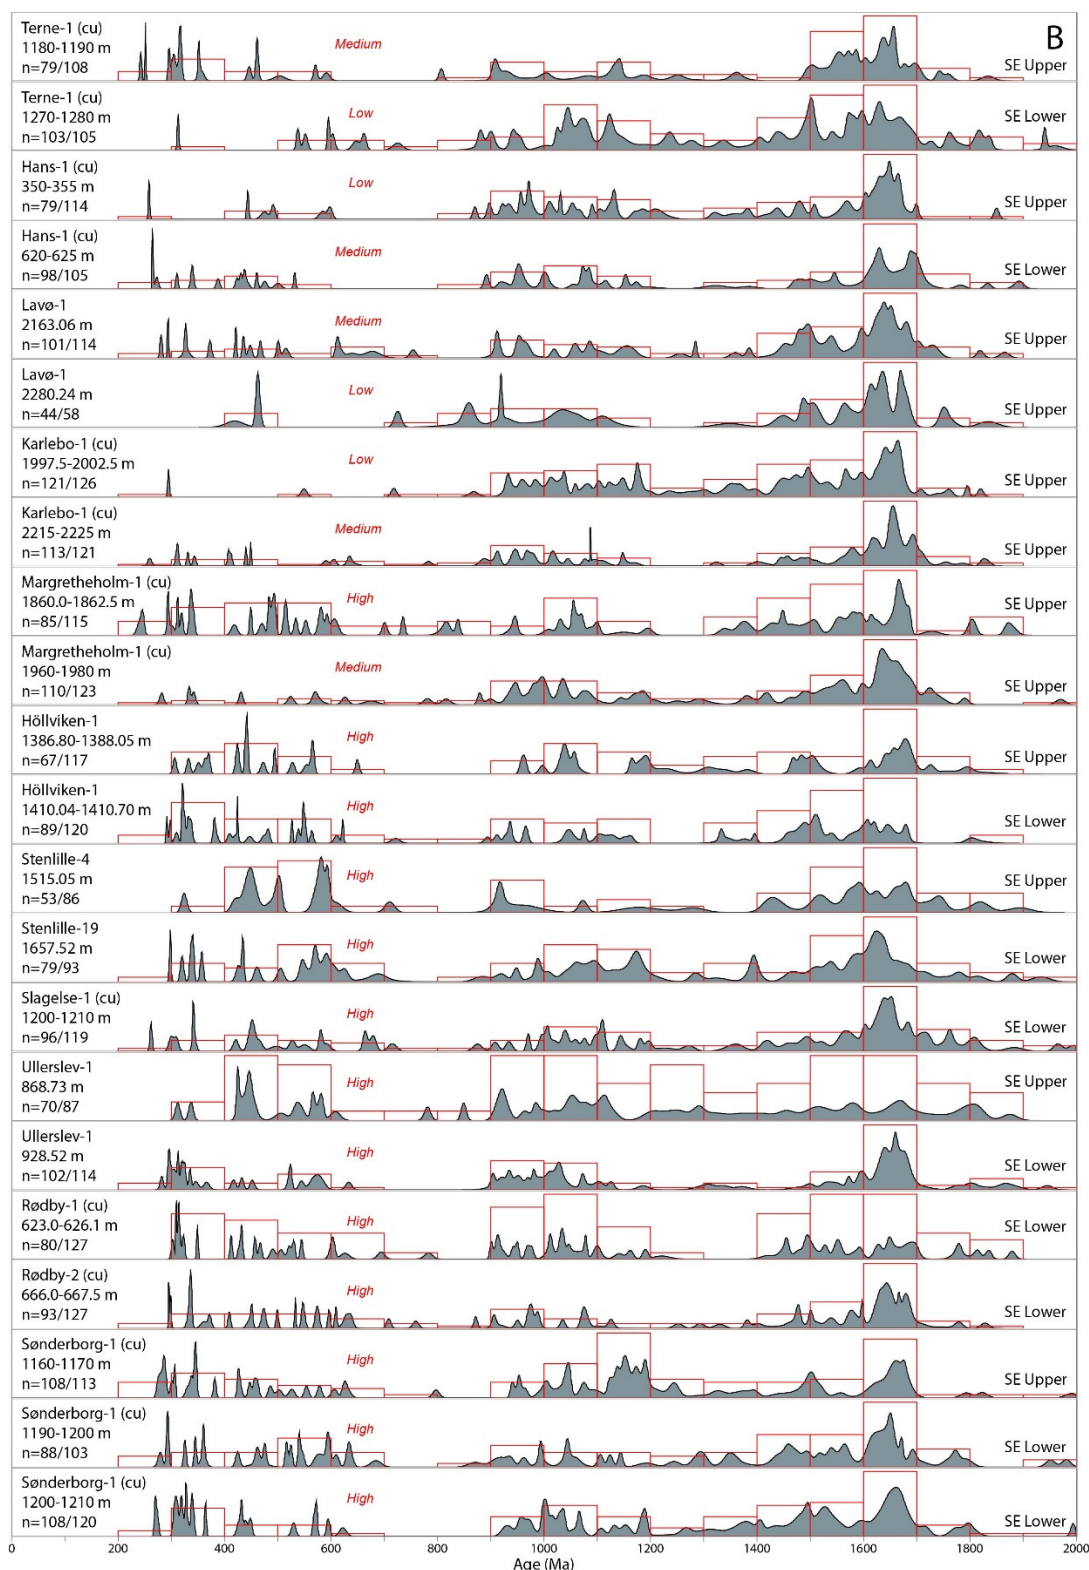 B
Terne-1 (cu)
1180-1190 m
n=79/108
Medium
SE Upper
Terne-1 (cu)
1270-1280 m
n=103/105
Low
SE Lower
Hans-1 (cu)
350-355 m
n=79/114
Low
SE Upper
Hans-1 (cu)
620-625 m
n=98/105
Medium
SE Lower
Lavø-1
2163.06 m
n=101/114
Medium
SE Upper
Lavø-1
2280.24 m
n=44/58
Low
SE Upper
Karlebo-1 (cu)
1997.5-2002.5 m
n=121/126
Low
SE Upper
Karlebo-1 (cu)
2215-2225 m
n=113/121
Medium
SE Upper
Margretheholm-1 (cu)
1860.0-1862.5 m
n=85/115
High
SE Upper
Margretheholm-1 (cu)
1960-1980 m
n=110/123
Medium
SE Upper
Höllviken-1
1386.80-1388.05 m
n=67/117
High
SE Upper
Höllviken-1
1410.04-1410.70 m
n=89/120
High
SE Lower
Stenlille-4
1515.05 m
n=53/86
High
SE Upper
Stenlille-19
1657.52 m
n=79/93
High
SE Lower
Slagelse-1 (cu)
1200-1210 m
n=96/119
High
SE Lower
Ullerslev-1
868.73 m
n=70/87
High
SE Upper
Ullerslev-1
928.52 m
n=102/114
High
SE Lower
Rødby-1 (cu)
623.0-626.1 m
n=80/127
High
SE Lower
Rødby-2 (cu)
666.0-667.5 m
n=93/127
High
SE Lower
Sønderborg-1 (cu)
1160-1170 m
n=108/113
High
SE Upper
Sønderborg-1 (cu)
1190-1200 m
n=88/103
High
SE Lower
Sønderborg-1 (cu)
1200-1210 m
n=108/120
High
SE Lower
0 200 400 600 800 1000 1200 1400 1600 1800 2000
Age (Ma)